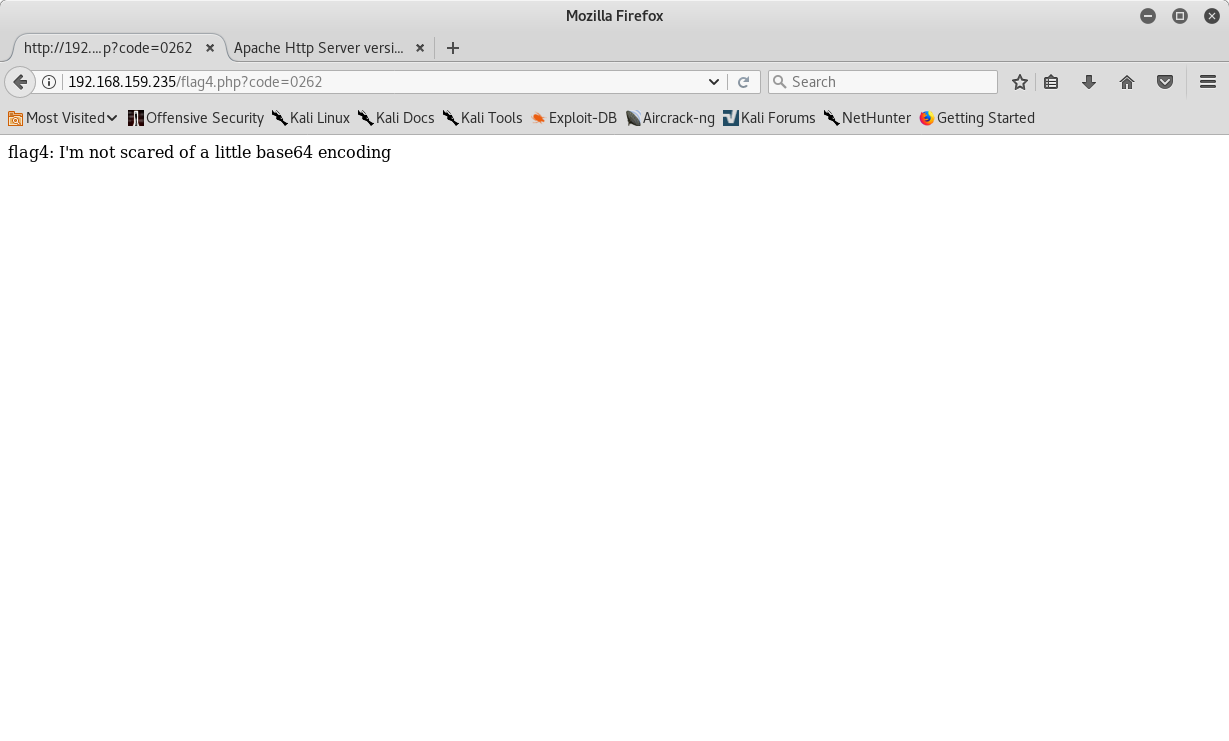 Mozilla Firefox
http://192....p?code=0262 Apache Http Server versi...
192.168.159.235/flag4.php?code=0262 Search
Most Visited Offensive Security Kali Linux Kali Docs Kali Tools Exploit-DB Aircrack-ng Kali Forums NetHunter Getting Started
flag4: I'm not scared of a little base64 encoding